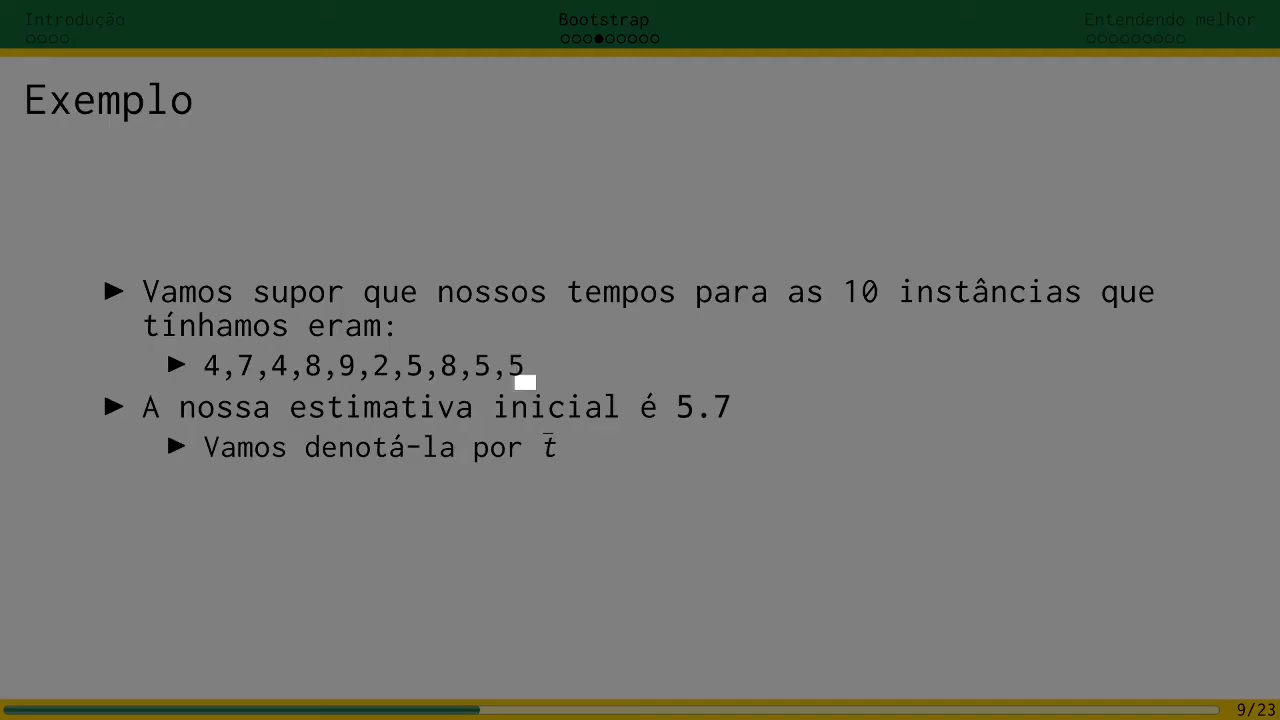 Introdução
Bootstrap
Entendendo melhor
Exemplo
▶ Vamos supor que nossos tempos para as 10 instâncias que
tínhamos eram:
▶ 4,7,4,8,9,2,5,8,5,5
▶ A nossa estimativa inicial é 5.7
▶ Vamos denotá-la por t̄
9/23